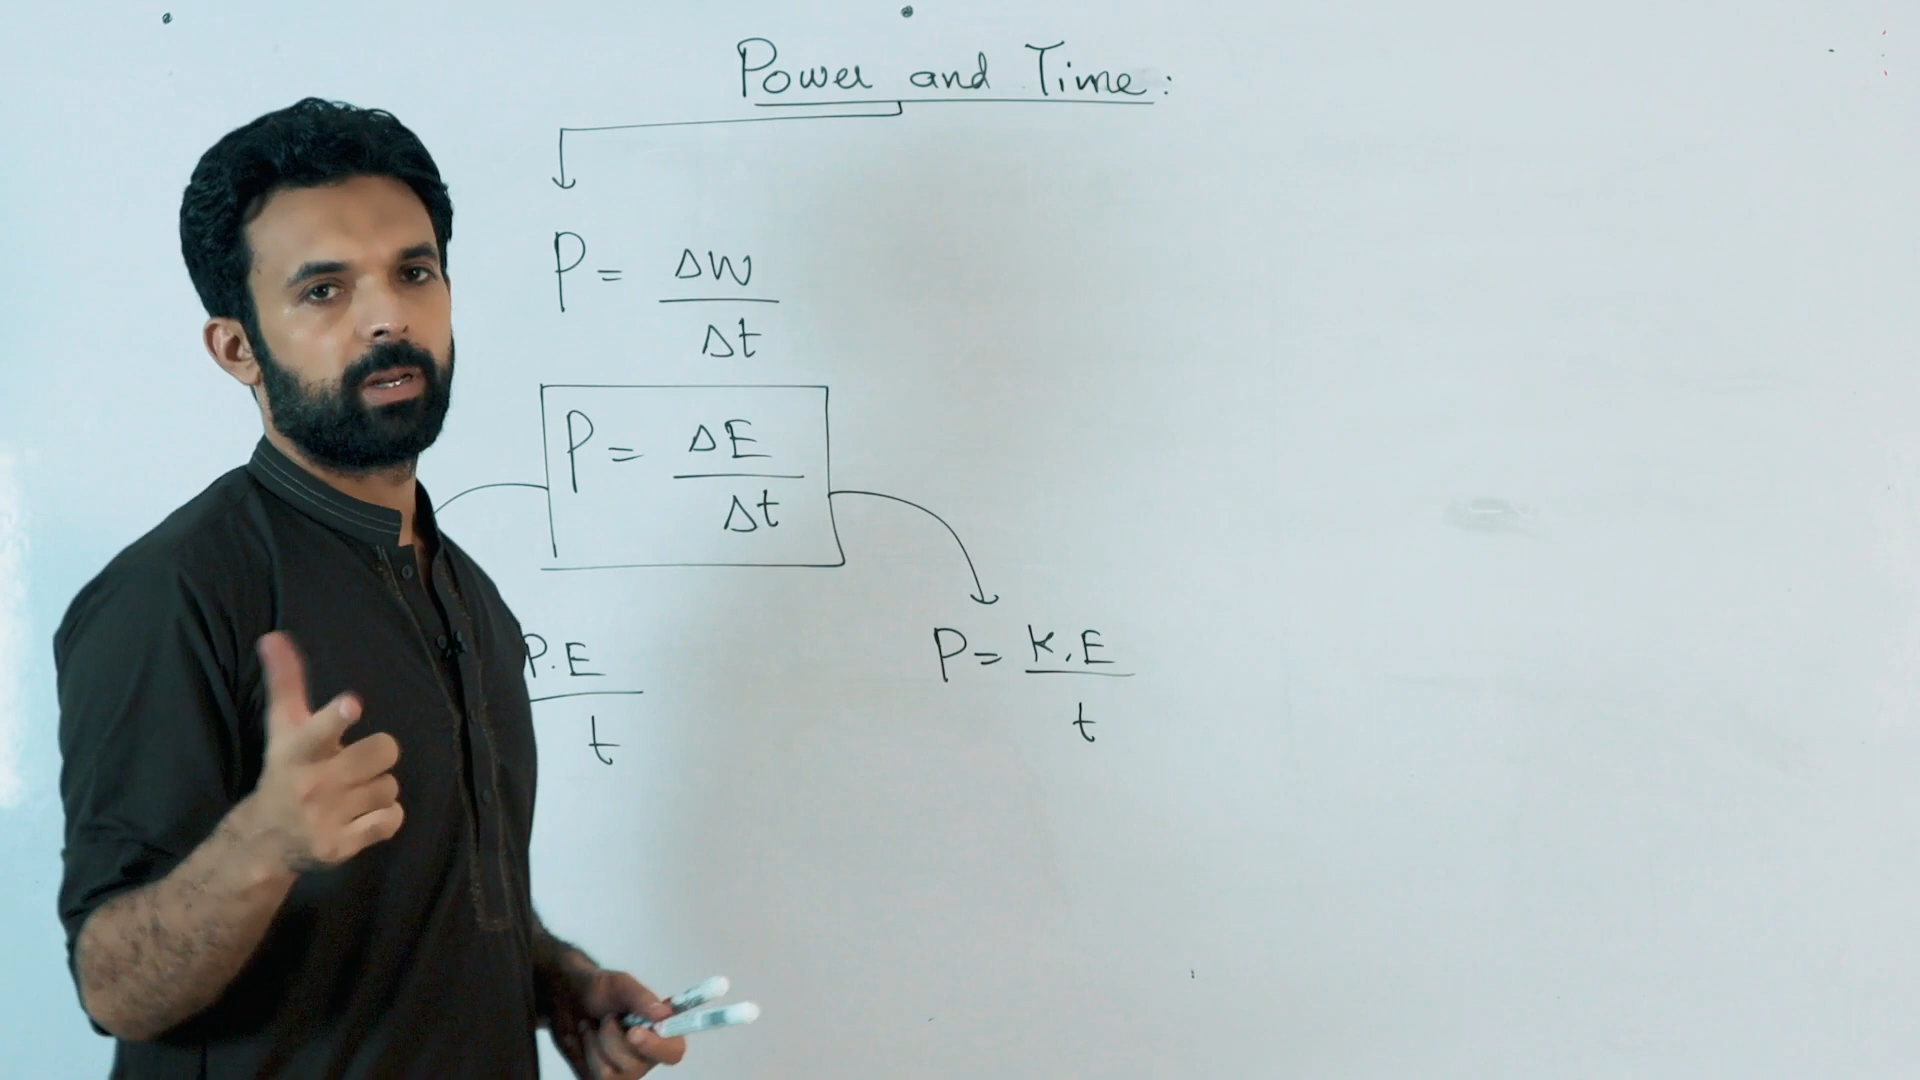 Power and Time:
P = ΔW
Δt
P = ΔE
Δt
P.E
t
P = K.E
t